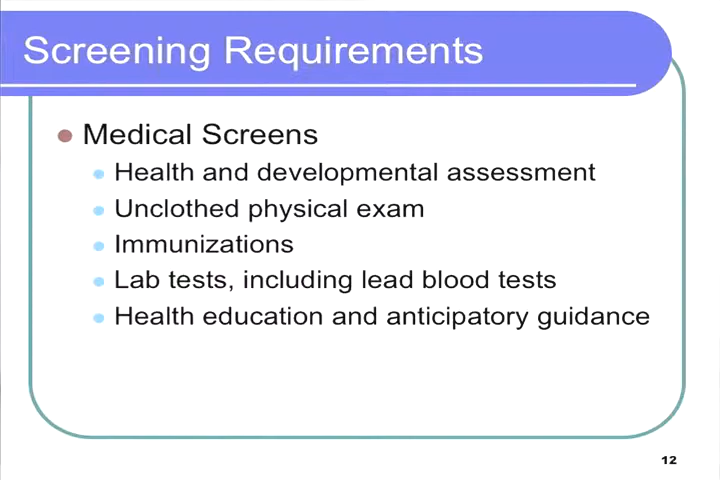 Screening Requirements
Medical Screens
Health and developmental assessment
Unclothed physical exam
Immunizations
Lab tests, including lead blood tests
Health education and anticipatory guidance
12